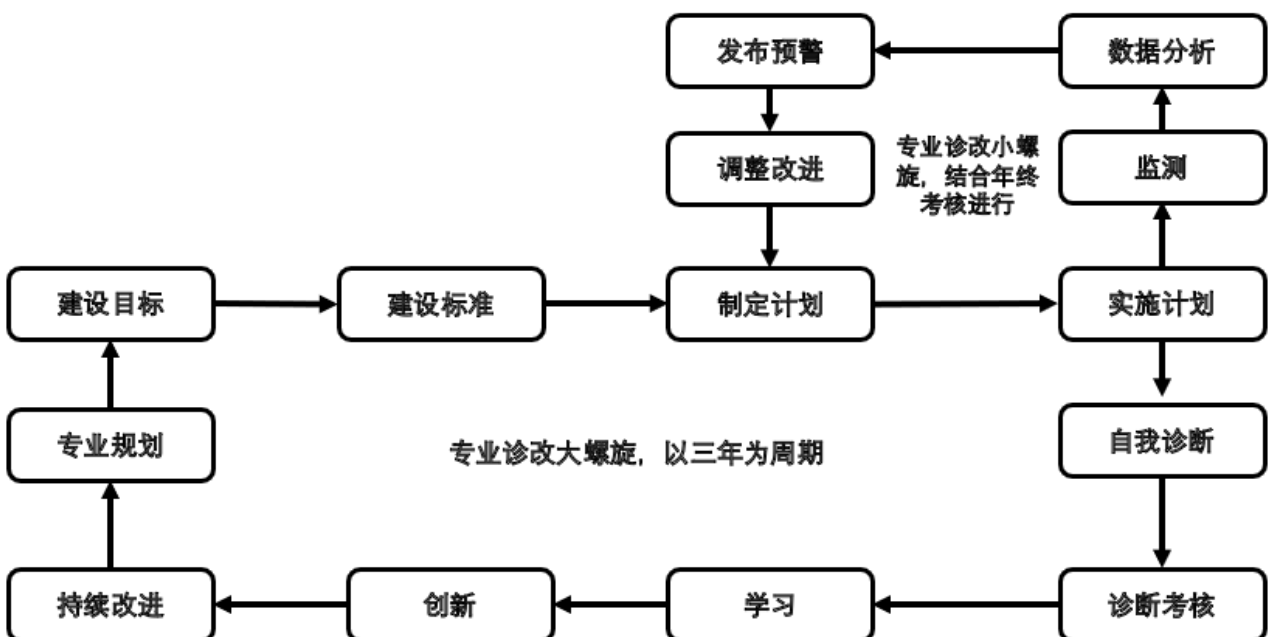 发布预警
数据分析
调整改进
专业诊改小螺
旋，结合年终
考核进行
监测
建设目标
建设标准
制定计划
实施计划
专业规划
专业诊改大螺旋，以三年为周期
自我诊断
持续改进
创新
学习
诊断考核